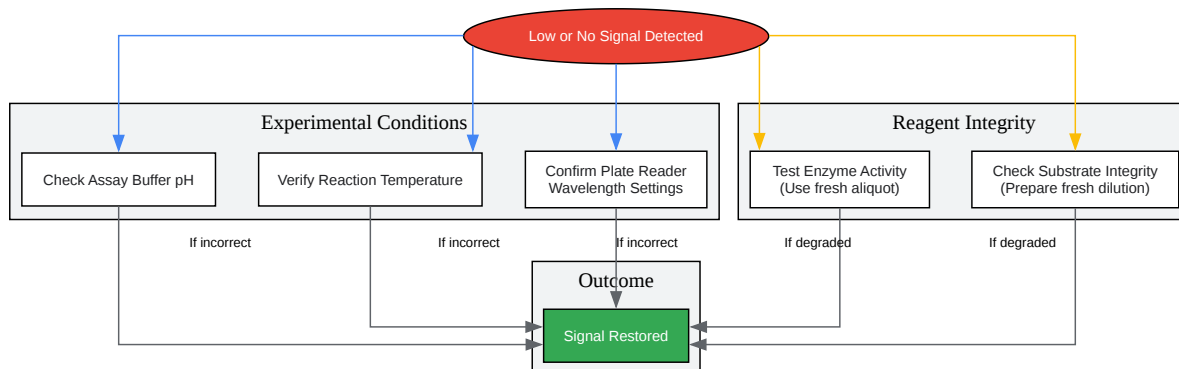 Low or No Signal Detected
Experimental Conditions
Reagent Integrity
Check Assay Buffer pH
Verify Reaction Temperature
Confirm Plate Reader
Wavelength Settings
Test Enzyme Activity
(Use fresh aliquot)
Check Substrate Integrity
(Prepare fresh dilution)
If incorrect
If incorrect
If incorrect
If degraded
If degraded
Outcome
Signal Restored